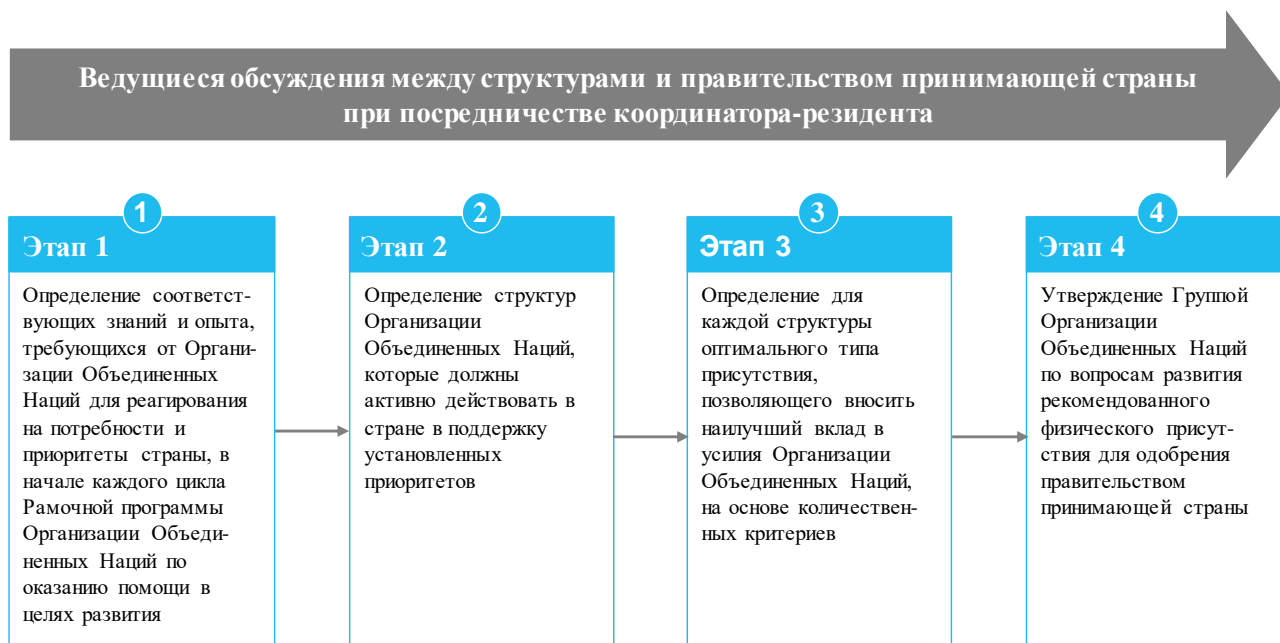 Ведущиеся обсуждения между структурами и правительством принимающей страны
при посредничестве координатора-резидента
1
Этап 1
Определение соответст-
вующих знаний и опыта,
требующихся от Органи-
зации Объединенных
Наций для реагирования
на потребности и
приоритеты страны, в
начале каждого цикла
Рамочной программы
Организации Объеди-
ненных Наций по
оказанию помощи в
целях развития
2
Этап 2
Определение структур
Организации
Объединенных Наций,
которые должны
активно действовать в
стране в поддержку
установленных
приоритетов
3
Этап 3
Определение для
каждой структуры
оптимального типа
присутствия,
позволяющего вносить
наилучший вклад в
усилия Организации
Объединенных Наций,
на основе количествен-
ных критериев
4
Этап 4
Утверждение Группой
Организации
Объединенных Наций
по вопросам развития
рекомендованного
физического присут-
ствия для одобрения
правительством
принимающей страны